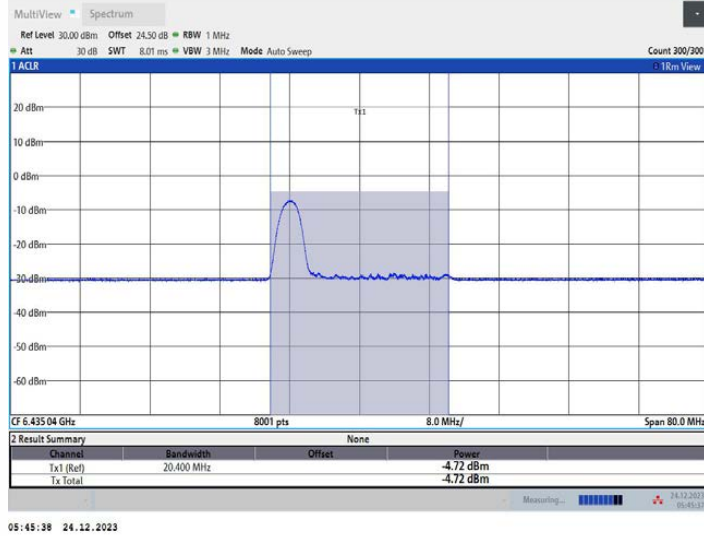 MultiView Spectrum
Ref Level 30.00 dBm Offset 24.50 dB RBW 1 MHz
Att 30 dB SWT 8.01 ms VBW 3 MHz Mode Auto Sweep Count 300/300
1 ACLR 1Rm View
Tx1
20 dBm
10 dBm
0 dBm
-10 dBm
-20 dBm
-30 dBm
-40 dBm
-50 dBm
-60 dBm
CF 6.435 04 GHz 8001 pts 8.0 MHz/ Span 80.0 MHz
2 Result Summary None
Channel Bandwidth Offset Power
Tx1 (Ref) 20.400 MHz -4.72 dBm
Tx Total -4.72 dBm
Measuring... 24.12.2023
05:45:37
05:45:38 24.12.2023